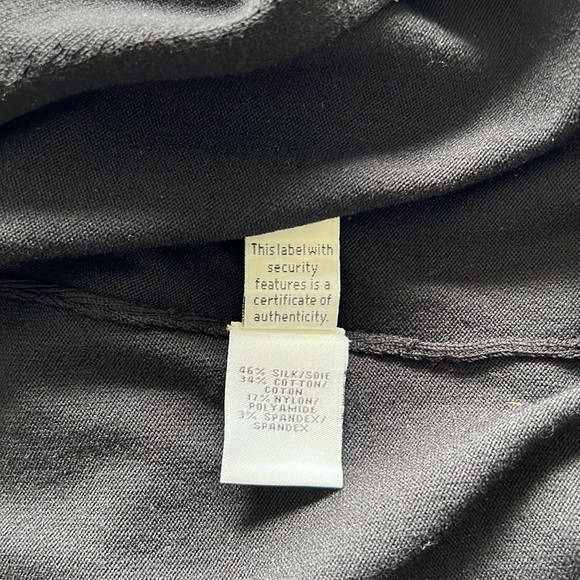 This label with
security
features is a
certificate of
authenticity.
46% SILK/SOIE
34% COTTON/
COTON
17% NYLON/
POLYAMIDE
3% SPANDEX/
SPANDEX